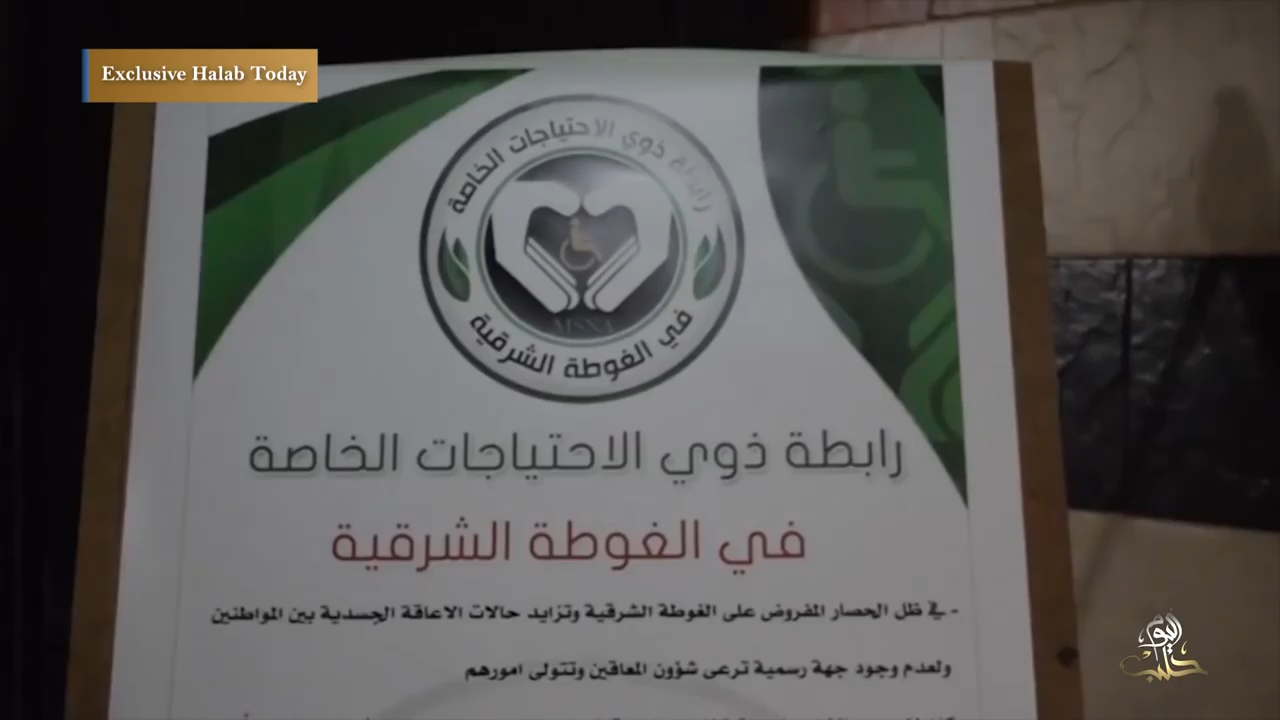 Exclusive Halab Today
رابطة ذوي الاحتياجات الخاصة
في الغوطة الشرقية
رابطة ذوي الاحتياجات الخاصة
في الغوطة الشرقية
- في ظل الحصار المفروض على الغوطة الشرقية وتزايد حالات الاعاقة الجسدية بين المواطنين
ولعدم وجود جهة رسمية ترعى شؤون المعاقين وتتولى امورهم
حلب اليوم